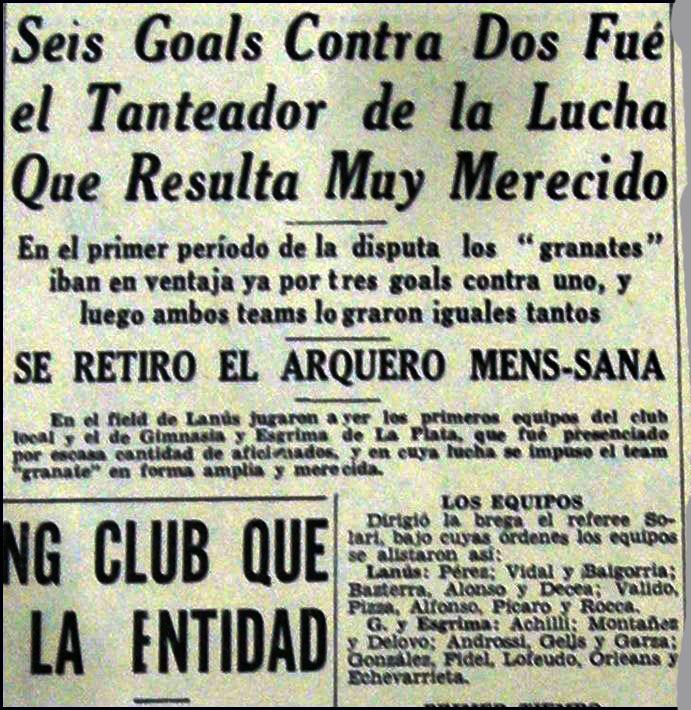 Seis Goals Contra Dos Fué
el Tanteador de la Lucha
Que Resulta Muy Merecido
En el primer período de la disputa los "granates"
iban en ventaja ya por tres goals contra uno, y
luego ambos teams lograron iguales tantos
SE RETIRO EL ARQUERO MENS-SANA
En el field de Lanús jugaron ayer los primeros equipos del club
local y el de Gimnasia y Esgrima de La Plata, que fué presenciado
por escasa cantidad de aficionados, y en cuya lucha se impuso el team
"granate" en forma amplia y merecida.
NG CLUB QUE
LA ENTIDAD
LOS EQUIPOS
Dirigió la brega el referee So-
lari, bajo cuyas órdenes los equipos
se alistaron así:
Lanús: Pérez; Vidal y Baigorria;
Bazterra, Alonso y Decea; Valido,
Pizza, Alfonso, Picaro y Rocca.
G. y Esgrima: Achilli; Montañez
y Delovo; Androssi, Gelis y Garza;
González, Fidel, Lofeudo, Orleans y
Echevarrieta.
PRIMER TIEMPO